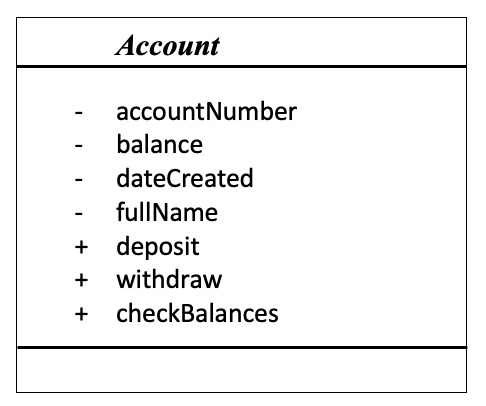 Account
- accountNumber
- balance
- dateCreated
- fullName
+ deposit
+ withdraw
+ checkBalances